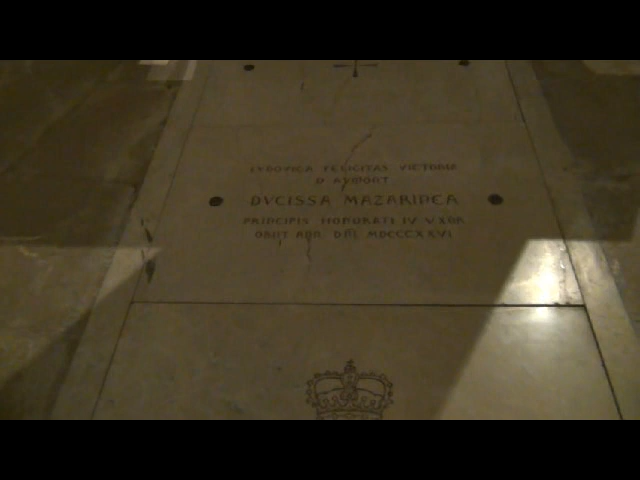 LVDOVICA FELICITAS VICTORIA
D AVMONT
DVCISSA MAZARINEA
PRINCIPIS HONORATI IV VXOR
OBIIT ANN DNI MDCCCXXVI